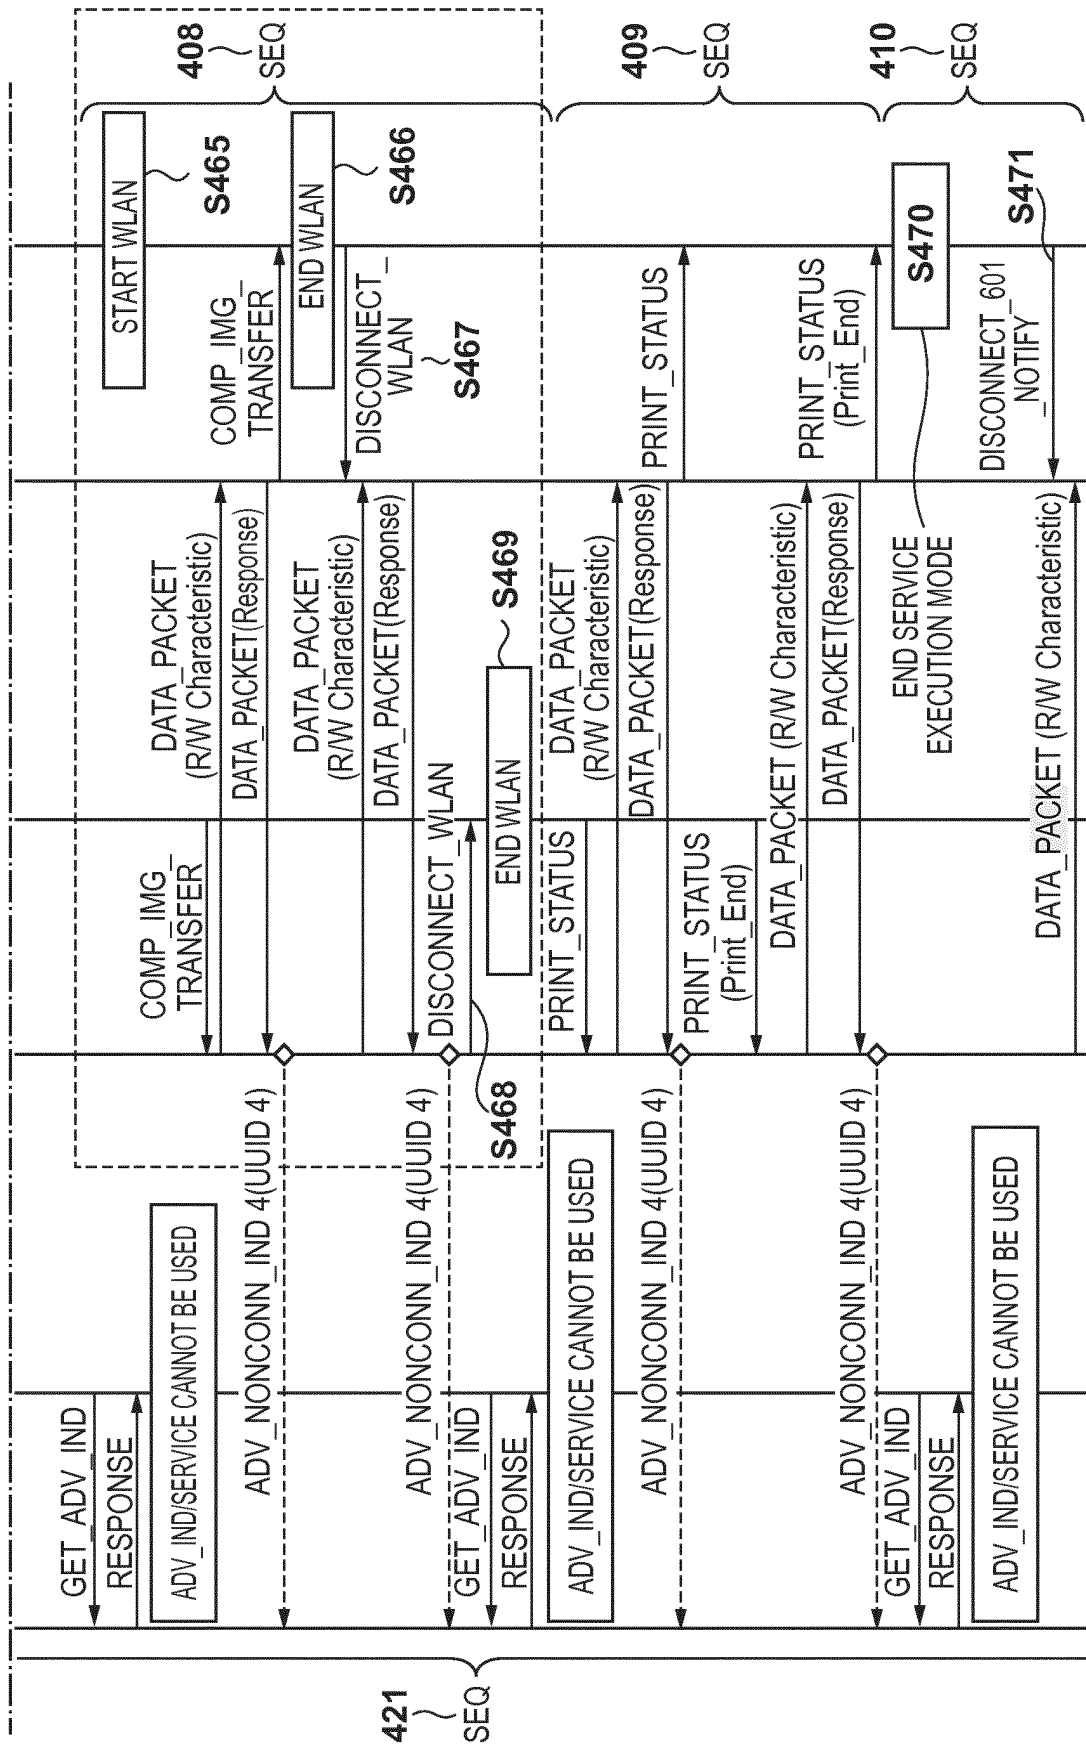 408
SEQ
409
SEQ
410
SEQ
START WLAN
S465
END WLAN
S466
S470
S471
COMP_IMG_
TRANSFER
DISCONNECT_
WLAN
S467
PRINT_STATUS
PRINT_STATUS
(Print_End)
DISCONNECT_601
_NOTIFY
DATA_PACKET
(R/W Characteristic)
DATA_PACKET(Response)
DATA_PACKET
(R/W Characteristic)
DATA_PACKET(Response)
S469
END WLAN
DATA_PACKET
(R/W Characteristic)
DATA_PACKET(Response)
DATA_PACKET (R/W Characteristic)
DATA_PACKET(Response)
END SERVICE
EXECUTION MODE
DATA_PACKET (R/W Characteristic)
COMP_IMG_
TRANSFER
DISCONNECT_WLAN
S468
PRINT_STATUS
PRINT_STATUS
(Print_End)
ADV_NONCONN_IND 4(UUID 4)
ADV_NONCONN_IND 4(UUID 4)
ADV_NONCONN_IND 4(UUID 4)
ADV_NONCONN_IND 4(UUID 4)
GET_ADV_IND
RESPONSE
ADV_IND/SERVICE CANNOT BE USED
GET_ADV_IND
RESPONSE
ADV_IND/SERVICE CANNOT BE USED
GET_ADV_IND
RESPONSE
ADV_IND/SERVICE CANNOT BE USED
421
SEQ